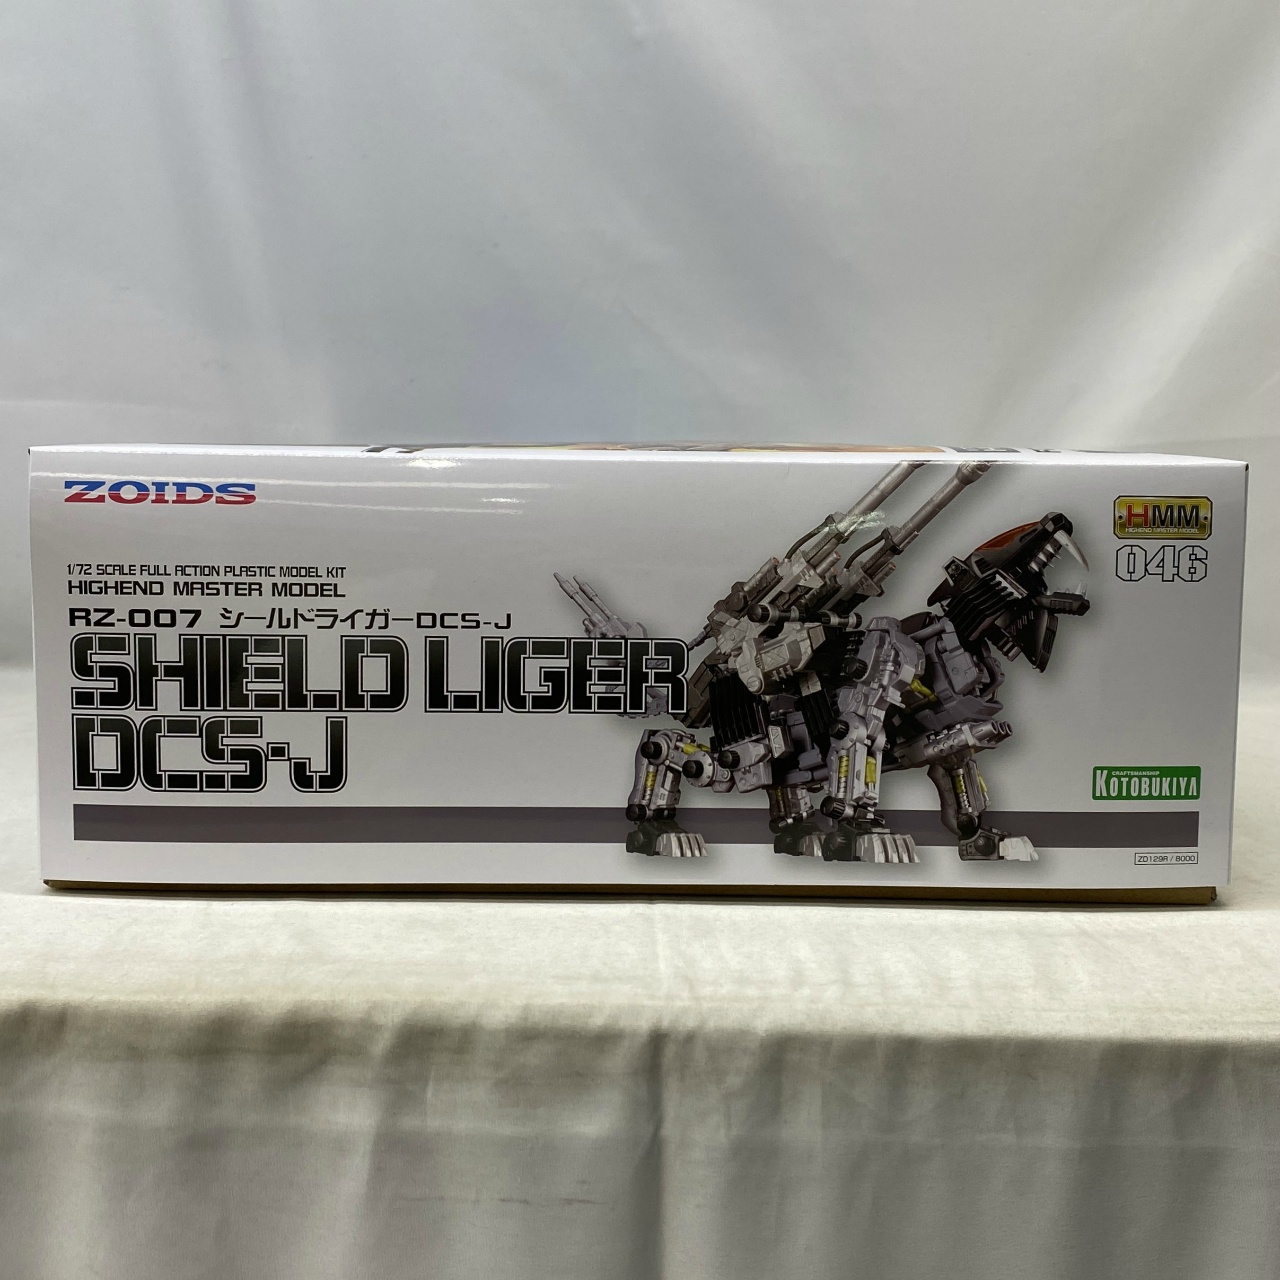 ZOIDS
1/72 SCALE FULL ACTION PLASTIC MODEL KIT
HIGHEND MASTER MODEL
RZ-007 シールドライガーDCS-J
SHIELD LIGER
DCS-J
HMM
HIGHEND MASTER MODEL
046
CRAFTSMANSHIP
KOTOBUKIYA
ZD129R / 8000